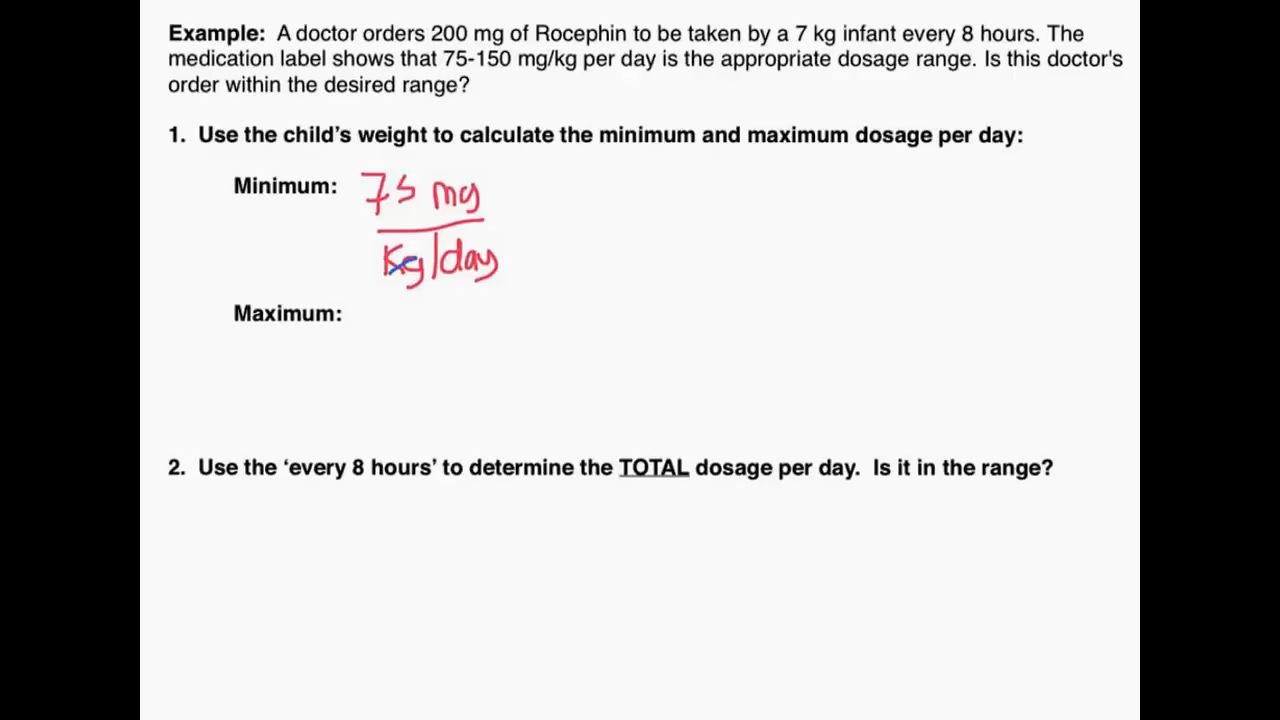 Example: A doctor orders 200 mg of Rocephin to be taken by a 7 kg infant every 8 hours. The
medication label shows that 75-150 mg/kg per day is the appropriate dosage range. Is this doctor's
order within the desired range?
1. Use the child's weight to calculate the minimum and maximum dosage per day:
Minimum: 75 mg
kg/day
Maximum:
2. Use the 'every 8 hours' to determine the TOTAL dosage per day. Is it in the range?